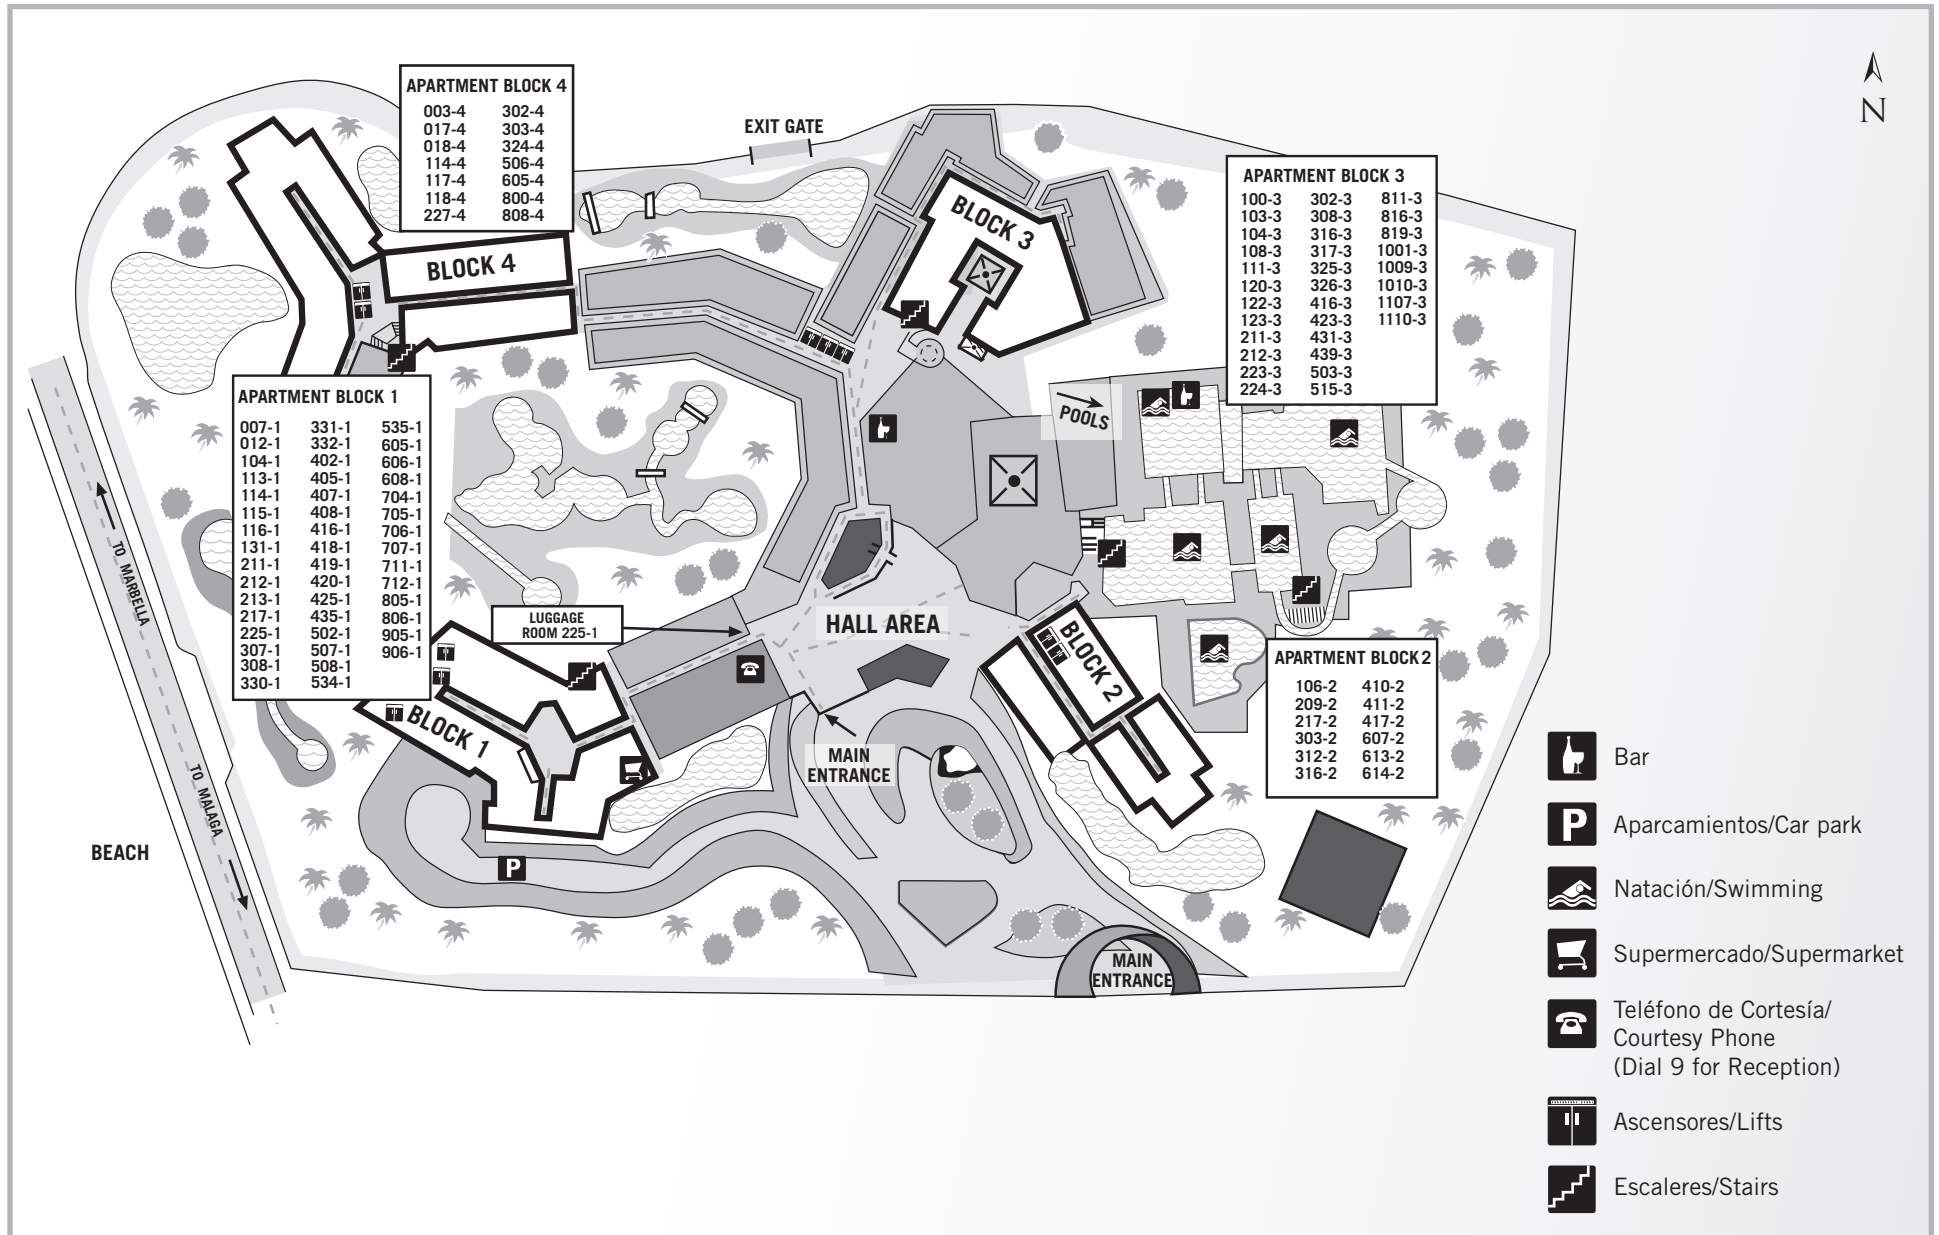 N
APARTMENT BLOCK 4
003-4 302-4
017-4 303-4
018-4 324-4
114-4 506-4
117-4 605-4
118-4 800-4
227-4 808-4
EXIT GATE
APARTMENT BLOCK 3
100-3 302-3 811-3
103-3 308-3 816-3
104-3 316-3 819-3
108-3 317-3 1001-3
111-3 325-3 1009-3
120-3 326-3 1010-3
122-3 416-3 1107-3
123-3 423-3 1110-3
211-3 431-3
212-3 439-3
223-3 503-3
224-3 515-3
BLOCK 3
BLOCK 4
APARTMENT BLOCK 1
007-1 331-1 535-1
012-1 332-1 605-1
104-1 402-1 606-1
113-1 405-1 608-1
114-1 407-1 704-1
115-1 408-1 705-1
116-1 416-1 706-1
131-1 418-1 707-1
211-1 419-1 711-1
212-1 420-1 712-1
213-1 425-1 805-1
217-1 435-1 806-1
225-1 502-1 905-1
307-1 507-1 906-1
308-1 508-1
330-1 534-1
POOLS
TO MARBELLA
LUGGAGE
ROOM 225-1
HALL AREA
BLOCK 2
APARTMENT BLOCK 2
106-2 410-2
209-2 411-2
217-2 417-2
303-2 607-2
312-2 613-2
316-2 614-2
BLOCK 1
MAIN
ENTRANCE
TO MALAGA
BEACH
P
MAIN
ENTRANCE
Bar
P
Aparcamientos/Car park
Natación/Swimming
Supermercado/Supermarket
Teléfono de Cortesía/
Courtesy Phone
(Dial 9 for Reception)
Ascensores/Lifts
Escaleres/Stairs